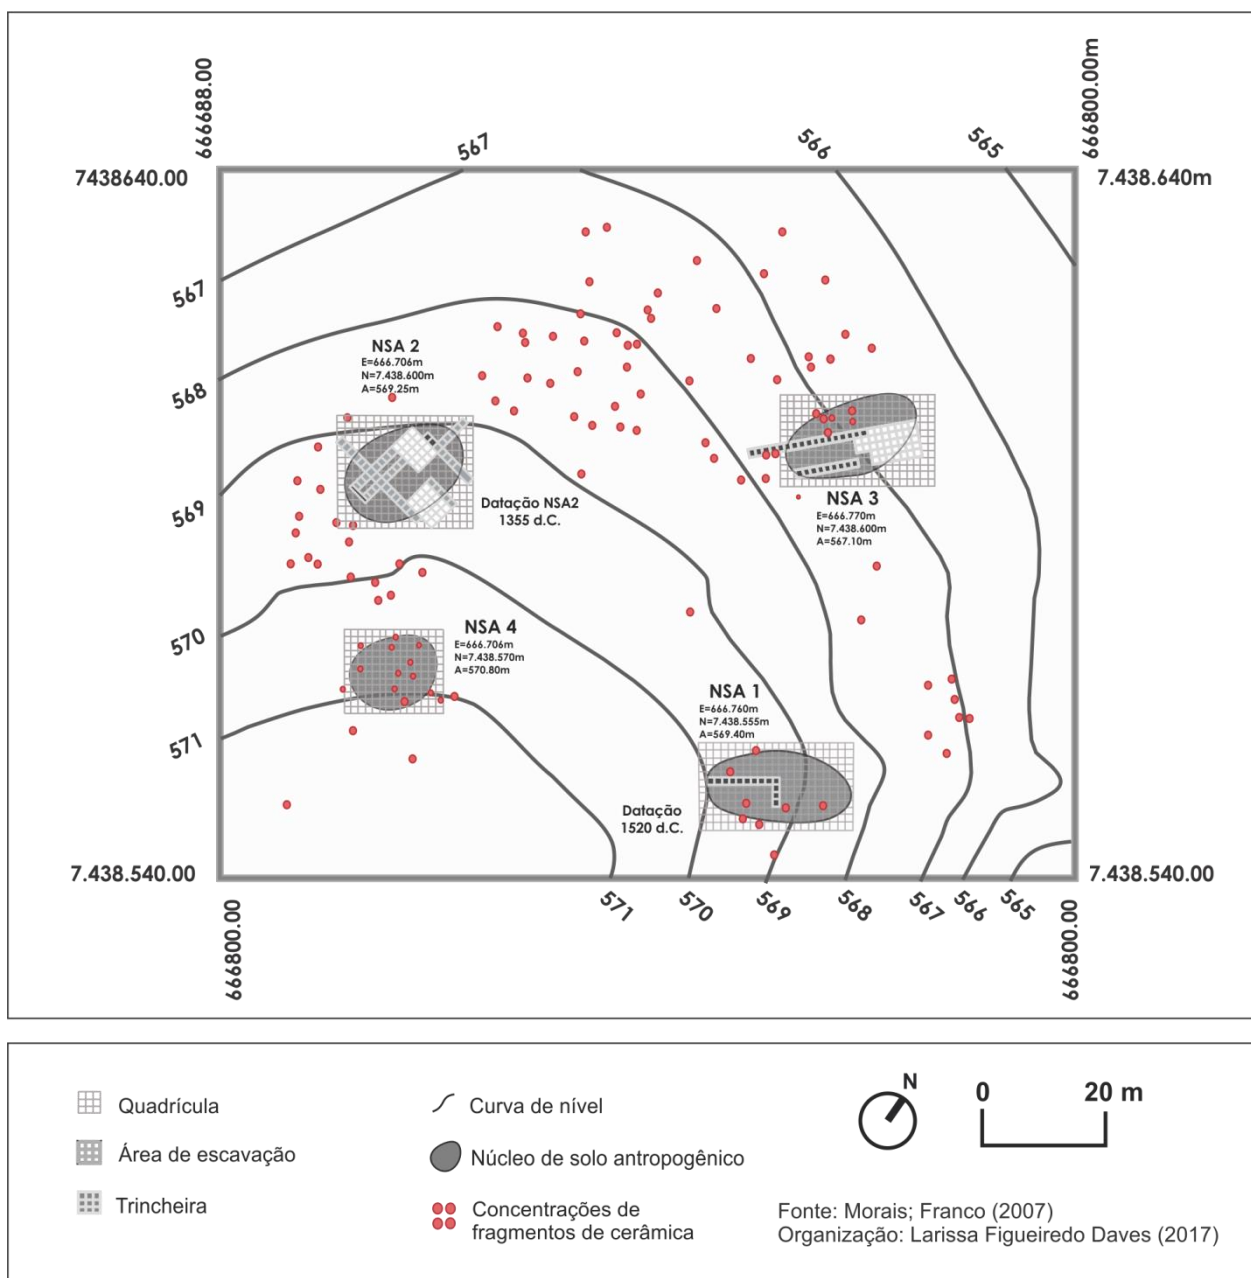 666688.00
666800.00m
567
566
565
7438640.00
7.438.640m
567
568
569
570
571
NSA 2
E=666.706m
N=7.438.600m
A=569.25m
Datação NSA2
1355 d.C.
NSA 3
E=666.770m
N=7.438.600m
A=567.10m
NSA 4
E=666.706m
N=7.438.570m
A=570.80m
NSA 1
E=666.760m
N=7.438.555m
A=569.40m
Datação
1520 d.C.
7.438.540.00
7.438.540.00
571
570
569
568
567
566
565
666800.00
666800.00
Quadrícula
Área de escavação
Trincheira
Curva de nível
Núcleo de solo antropogênico
Concentrações de
fragmentos de cerâmica
N
0 20 m
Fonte: Morais; Franco (2007)
Organização: Larissa Figueiredo Daves (2017)